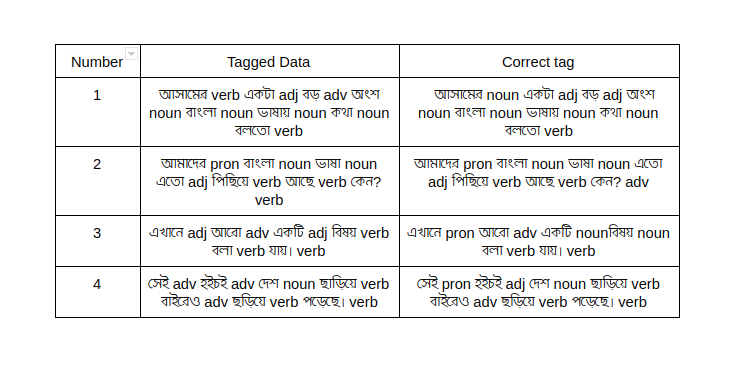 Number Tagged Data Correct tag
1
আসামের verb একটা adj বড় adv অংশ
noun বাংলা noun ভাষায় noun কথা noun
বলতো verb
আসামের noun একটা adj বড় adj অংশ
noun বাংলা noun ভাষায় noun কথা noun
বলতো verb
2
আমাদের pron বাংলা noun ভাষা noun
এতো adj পিছিয়ে verb আছে verb কেন?
verb
আমাদের pron বাংলা noun ভাষা noun এতো
adj পিছিয়ে verb আছে verb কেন? adv
3
এখানে adj আরো adv একটি adj বিষয় verb
বলা verb যায়। verb
এখানে pron আরো adv একটি nounবিষয় noun
বলা verb যায়। verb
4
সেই adv হইচই adv দেশ noun ছাড়িয়ে verb
বাইরেও adv ছড়িয়ে verb পড়েছে। verb
সেই pron হইচই adj দেশ noun ছাড়িয়ে verb
বাইরেও adv ছড়িয়ে verb পড়েছে। verb